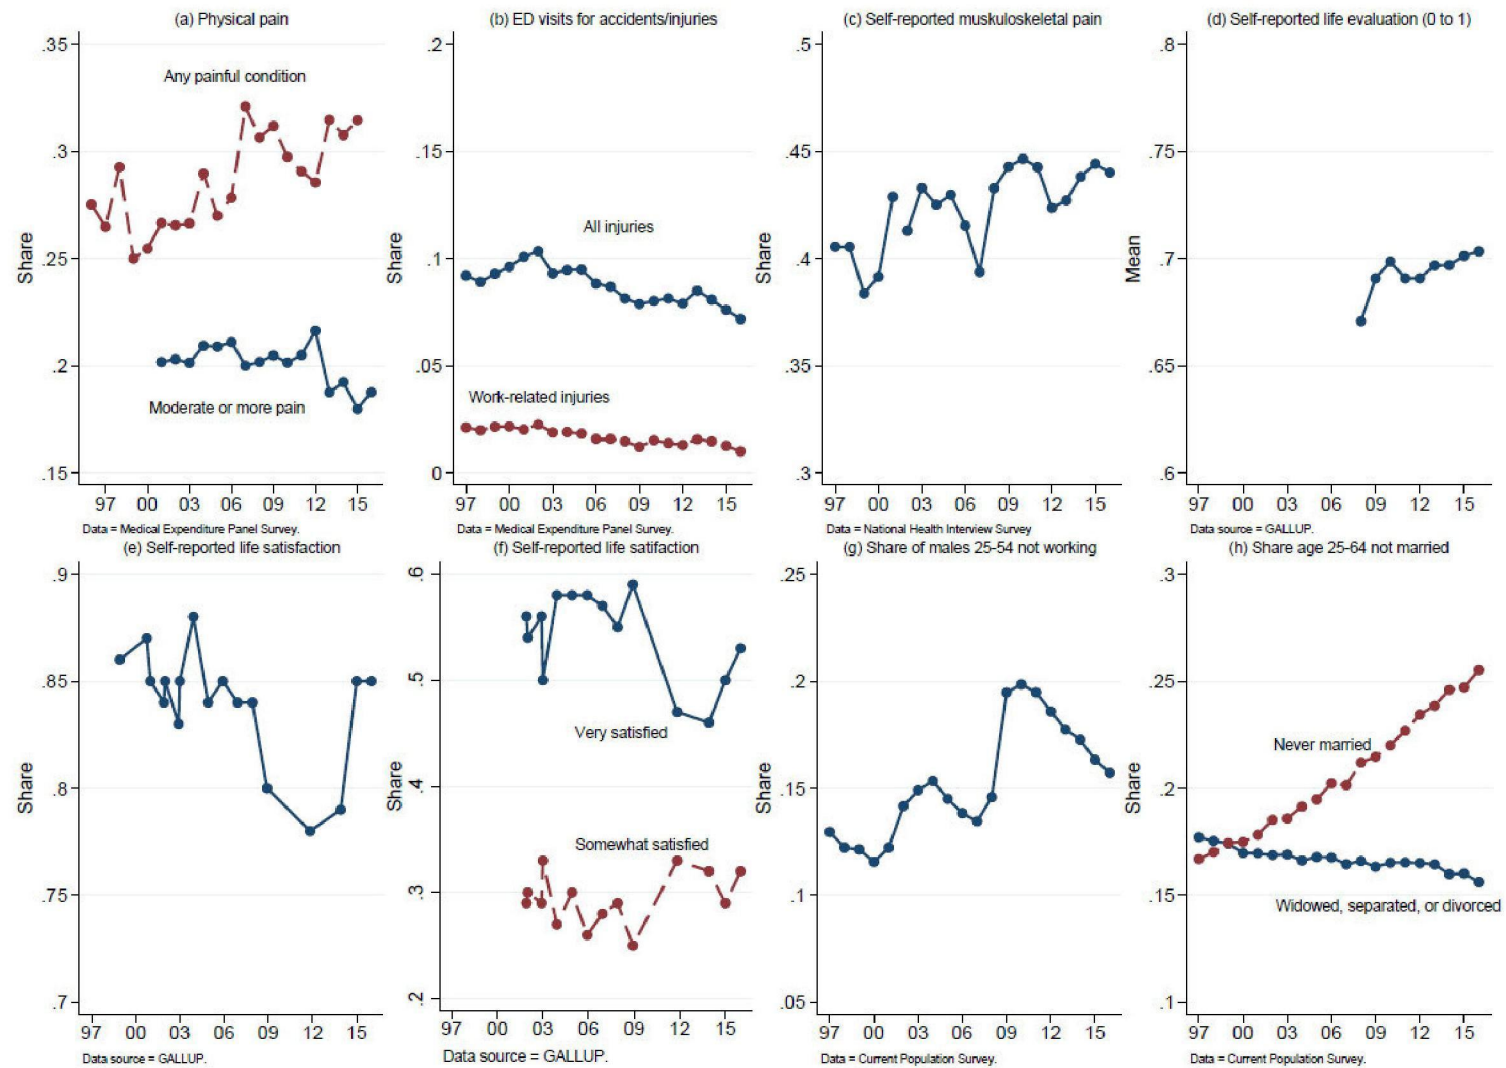 (a) Physical pain
.35
.3
.25
.2
.15
Share
Any painful condition
Moderate or more pain
97 00 03 06 09 12 15
Data = Medical Expenditure Panel Survey.
(b) ED visits for accidents/injuries
.2
.15
.1
.05
0
Share
All injuries
Work-related injuries
97 00 03 06 09 12 15
Data = Medical Expenditure Panel Survey.
(c) Self-reported muskuloskeletal pain
.5
.45
.4
.35
.3
Share
97 00 03 06 09 12 15
Data = National Health Interview Survey
(d) Self-reported life evaluation (0 to 1)
.8
.75
.7
.65
.6
Mean
97 00 03 06 09 12 15
Data source = GALLUP.
(e) Self-reported life satisfaction
.9
.85
.8
.75
.7
Share
97 00 03 06 09 12 15
Data source = GALLUP.
(f) Self-reported life satifaction
.6
.5
.4
.3
.2
Share
Very satisfied
Somewhat satisfied
97 00 03 06 09 12 15
Data source = GALLUP.
(g) Share of males 25-54 not working
.25
.2
.15
.1
.05
Share
97 00 03 06 09 12 15
Data = Current Population Survey.
(h) Share age 25-64 not married
.3
.25
.2
.15
.1
Share
Never married
Widowed, separated, or divorced
97 00 03 06 09 12 15
Data = Current Population Survey.